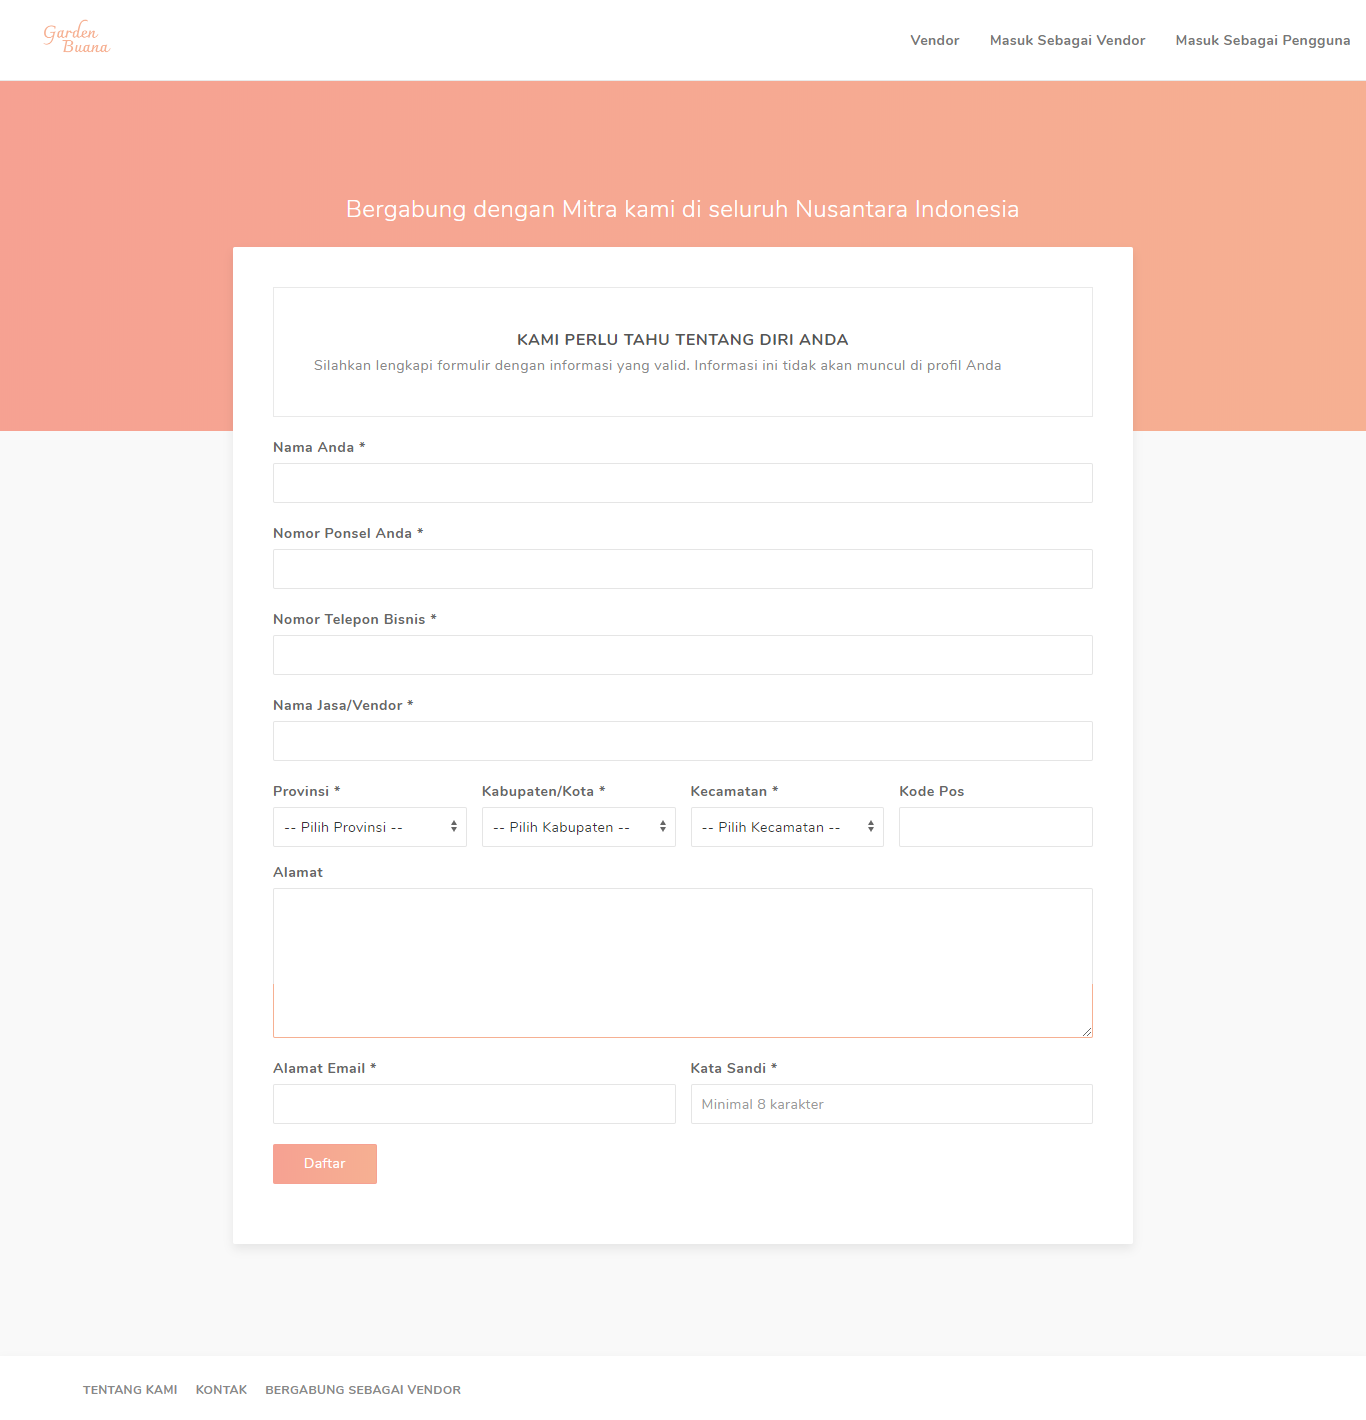 Garden
Buana
Vendor Masuk Sebagai Vendor Masuk Sebagai Pengguna
Bergabung dengan Mitra kami di seluruh Nusantara Indonesia
KAMI PERLU TAHU TENTANG DIRI ANDA
Silahkan lengkapi formulir dengan informasi yang valid. Informasi ini tidak akan muncul di profil Anda
Nama Anda *
Nomor Ponsel Anda *
Nomor Telepon Bisnis *
Nama Jasa/Vendor *
Provinsi * Kabupaten/Kota * Kecamatan * Kode Pos
-- Pilih Provinsi -- -- Pilih Kabupaten -- -- Pilih Kecamatan --
Alamat
Alamat Email * Kata Sandi *
Minimal 8 karakter
Daftar
TENTANG KAMI KONTAK BERGABUNG SEBAGAI VENDOR